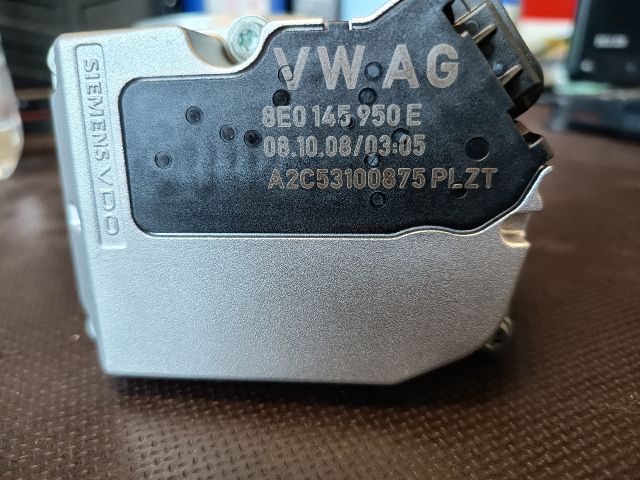 SIEMENS VDO
VW AG
8E0 145 950 E
08.10.08/03:05
A2C53100875 PLZT